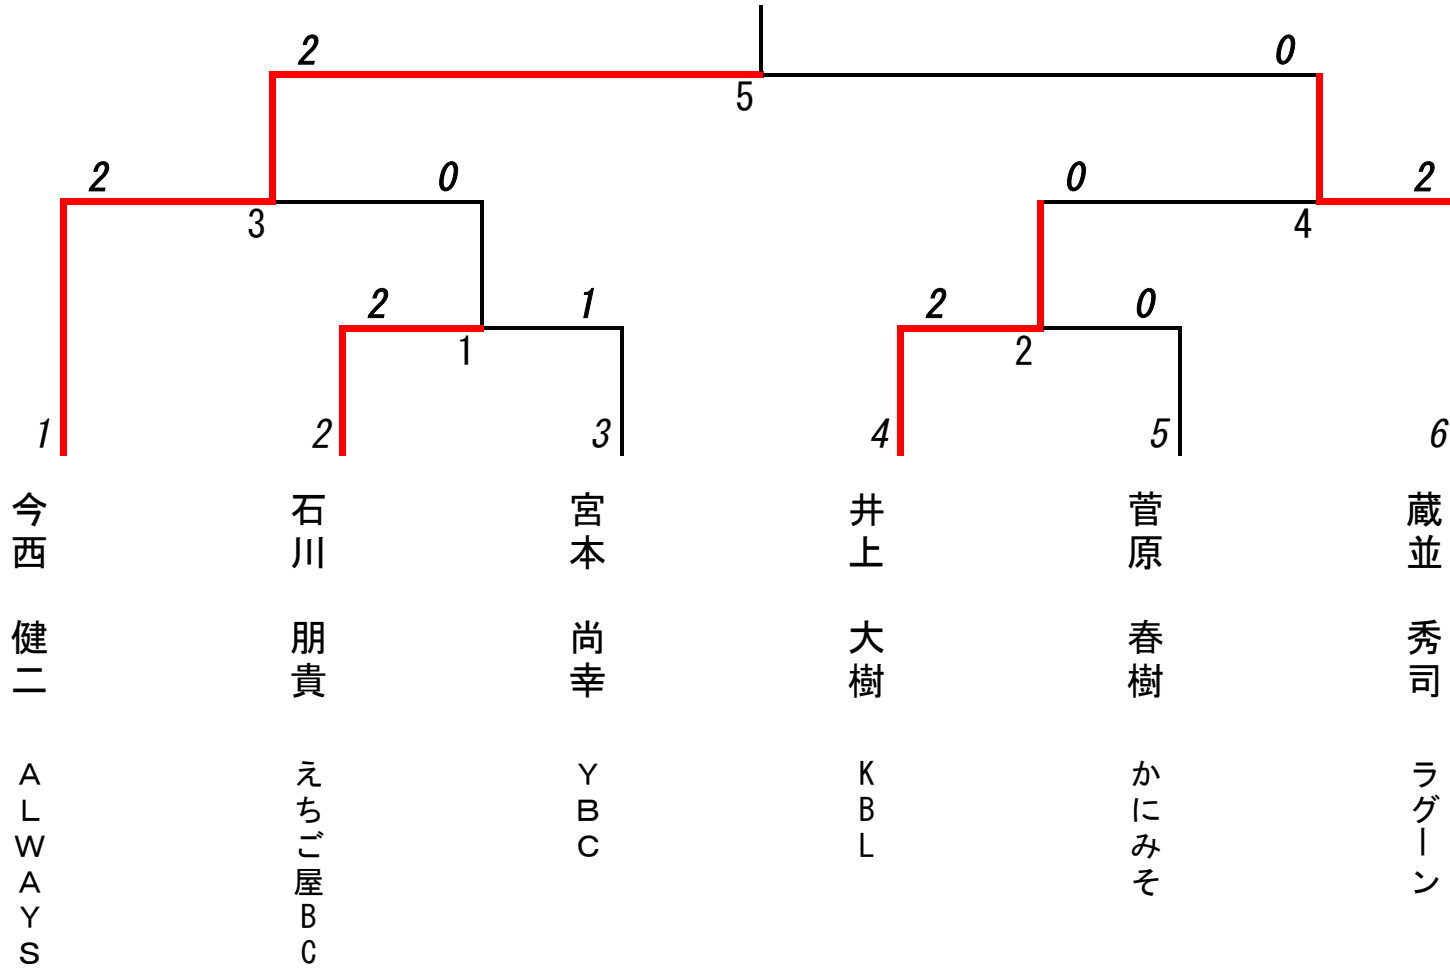 2 0
5
2 0 0 2
3 4
2 1 2 0
1 2
1 2 3 4 5 6
今西 健二
石川 朋貴
宮本 尚幸
井上 大樹
菅原 春樹
蔵並 秀司
ALWAYS
えちご屋BC
YBC
KBL
かにみそ
ラグーン